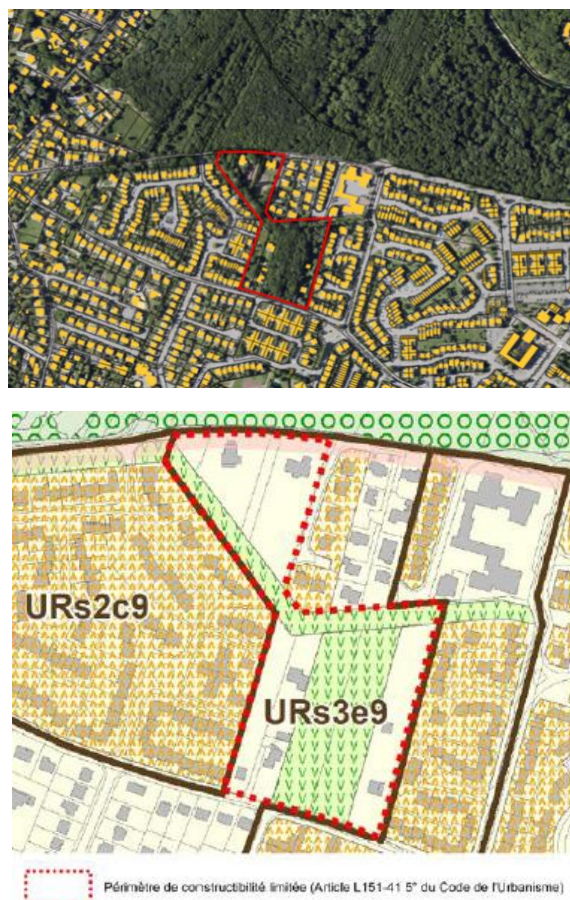 URs2c9
URs3e9
Périmètre de constructibilité limitée (Article L151-41 5° du Code de l'Urbanisme)